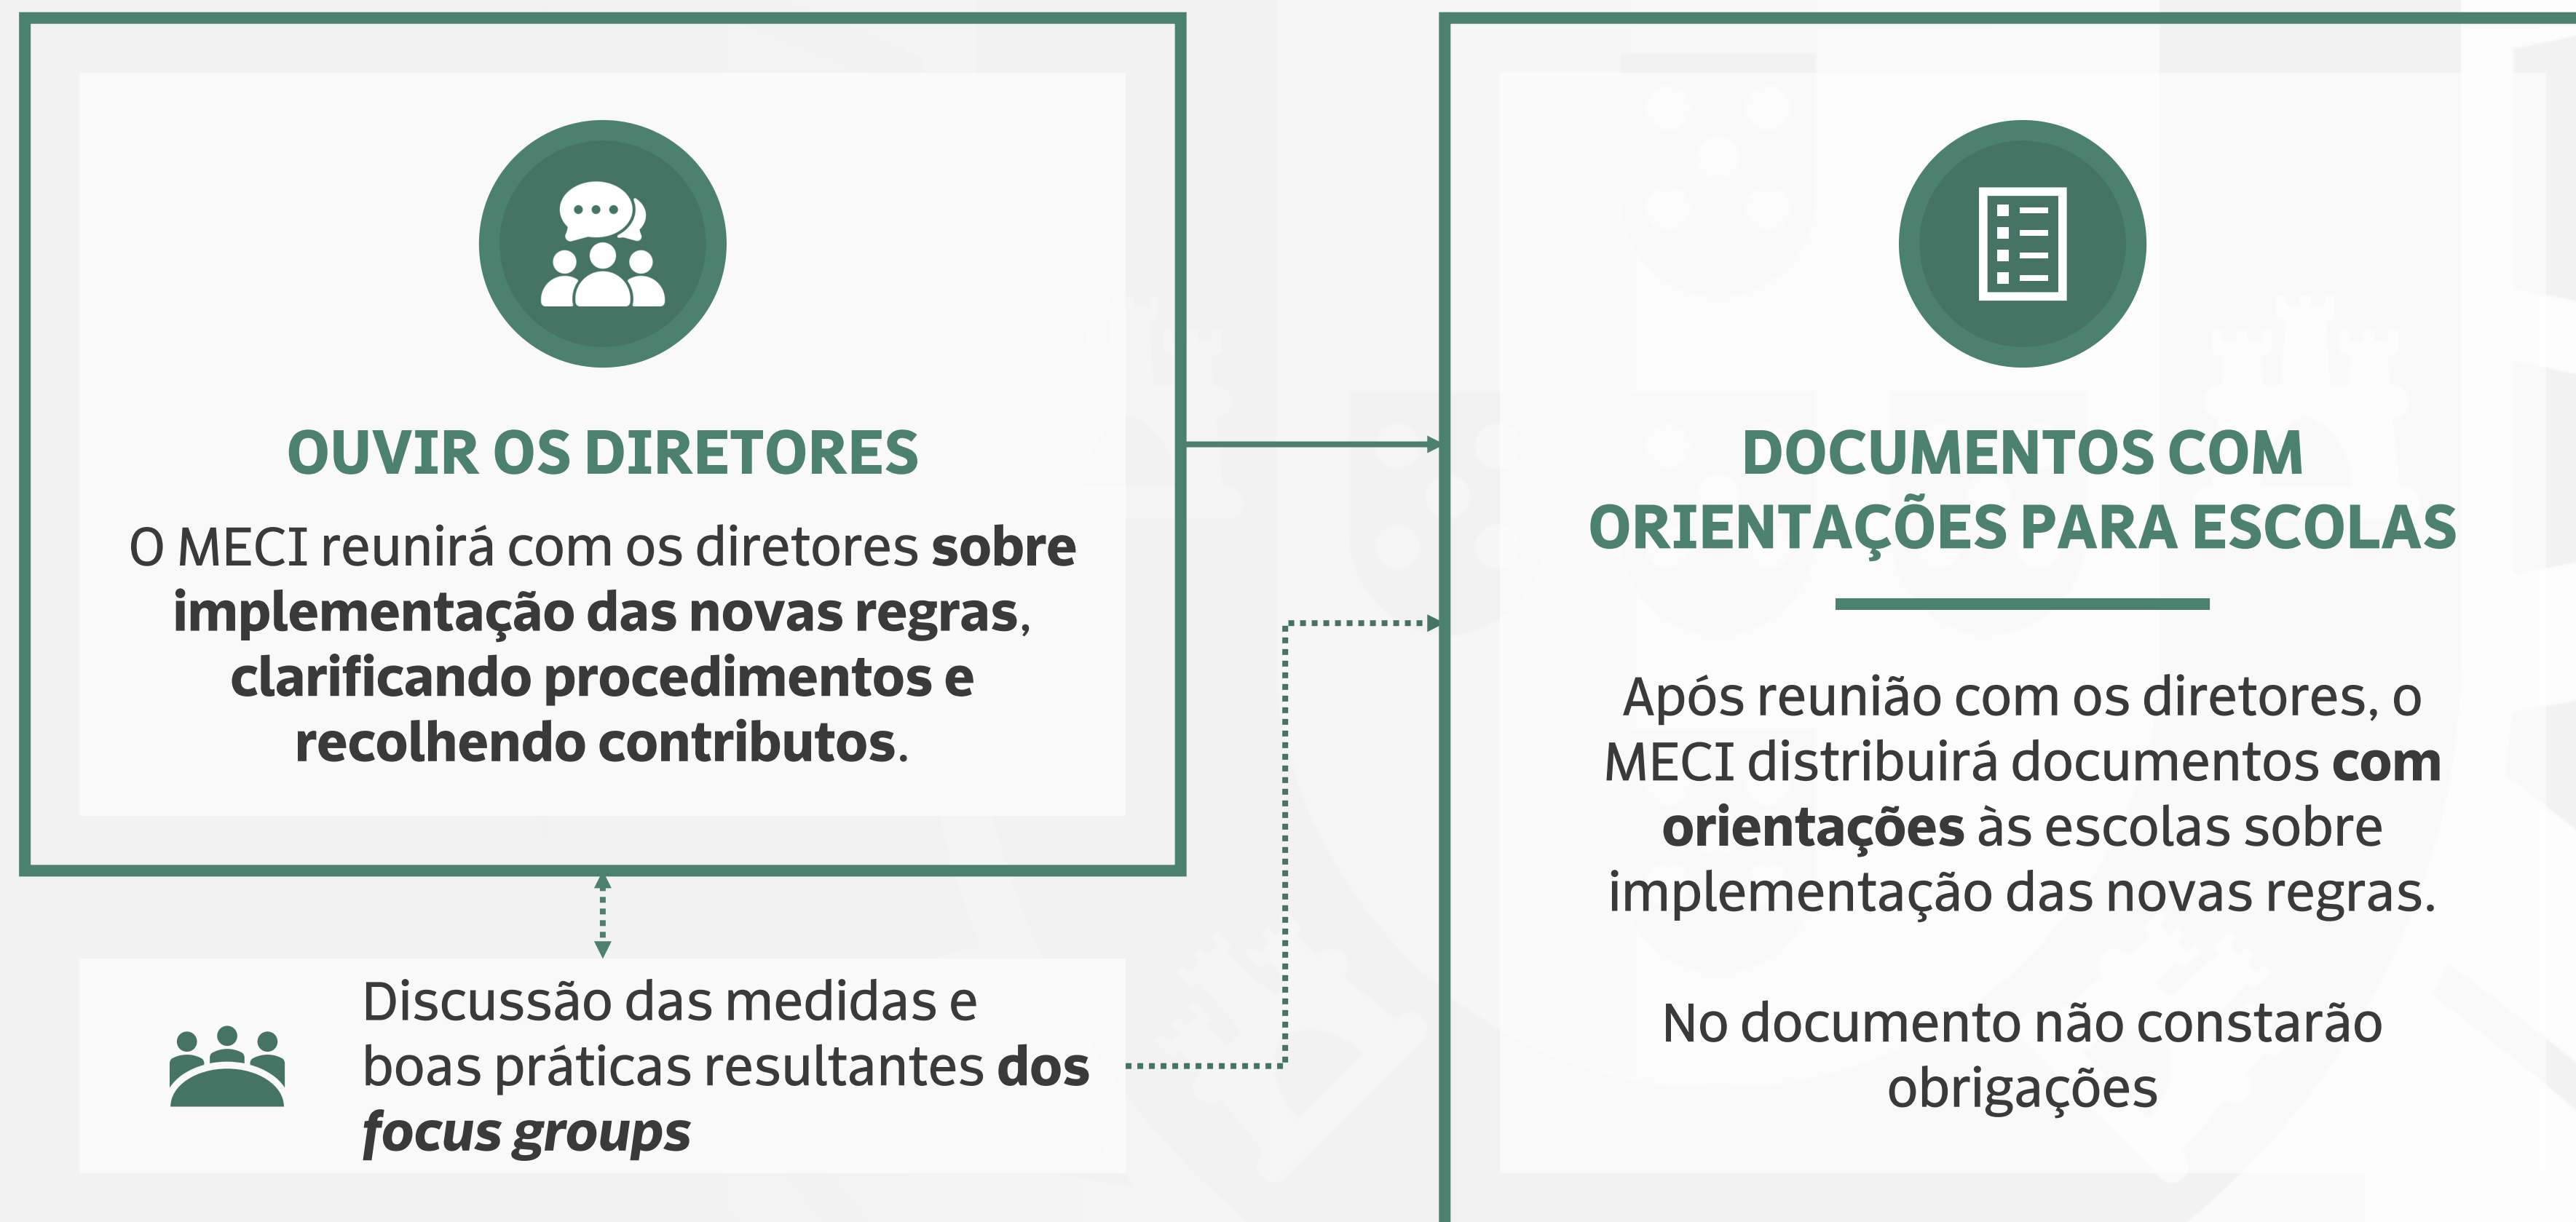 OUVIR OS DIRETORES
O MECI reunirá com os diretores sobre
implementação das novas regras,
clarificando procedimentos e
recolhendo contributos.
Discussão das medidas e
boas práticas resultantes dos
focus groups
DOCUMENTOS COM
ORIENTAÇÕES PARA ESCOLAS
Após reunião com os diretores, o
MECI distribuirá documentos com
orientações às escolas sobre
implementação das novas regras.
No documento não constarão
obrigações